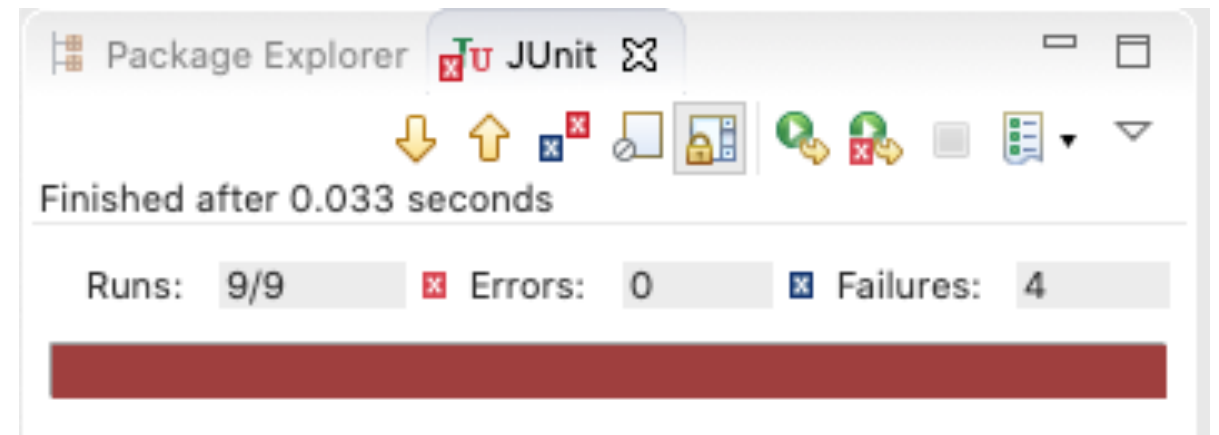 Package Explorer JUnit
Finished after 0.033 seconds
Runs: 9/9 Errors: 0 Failures: 4